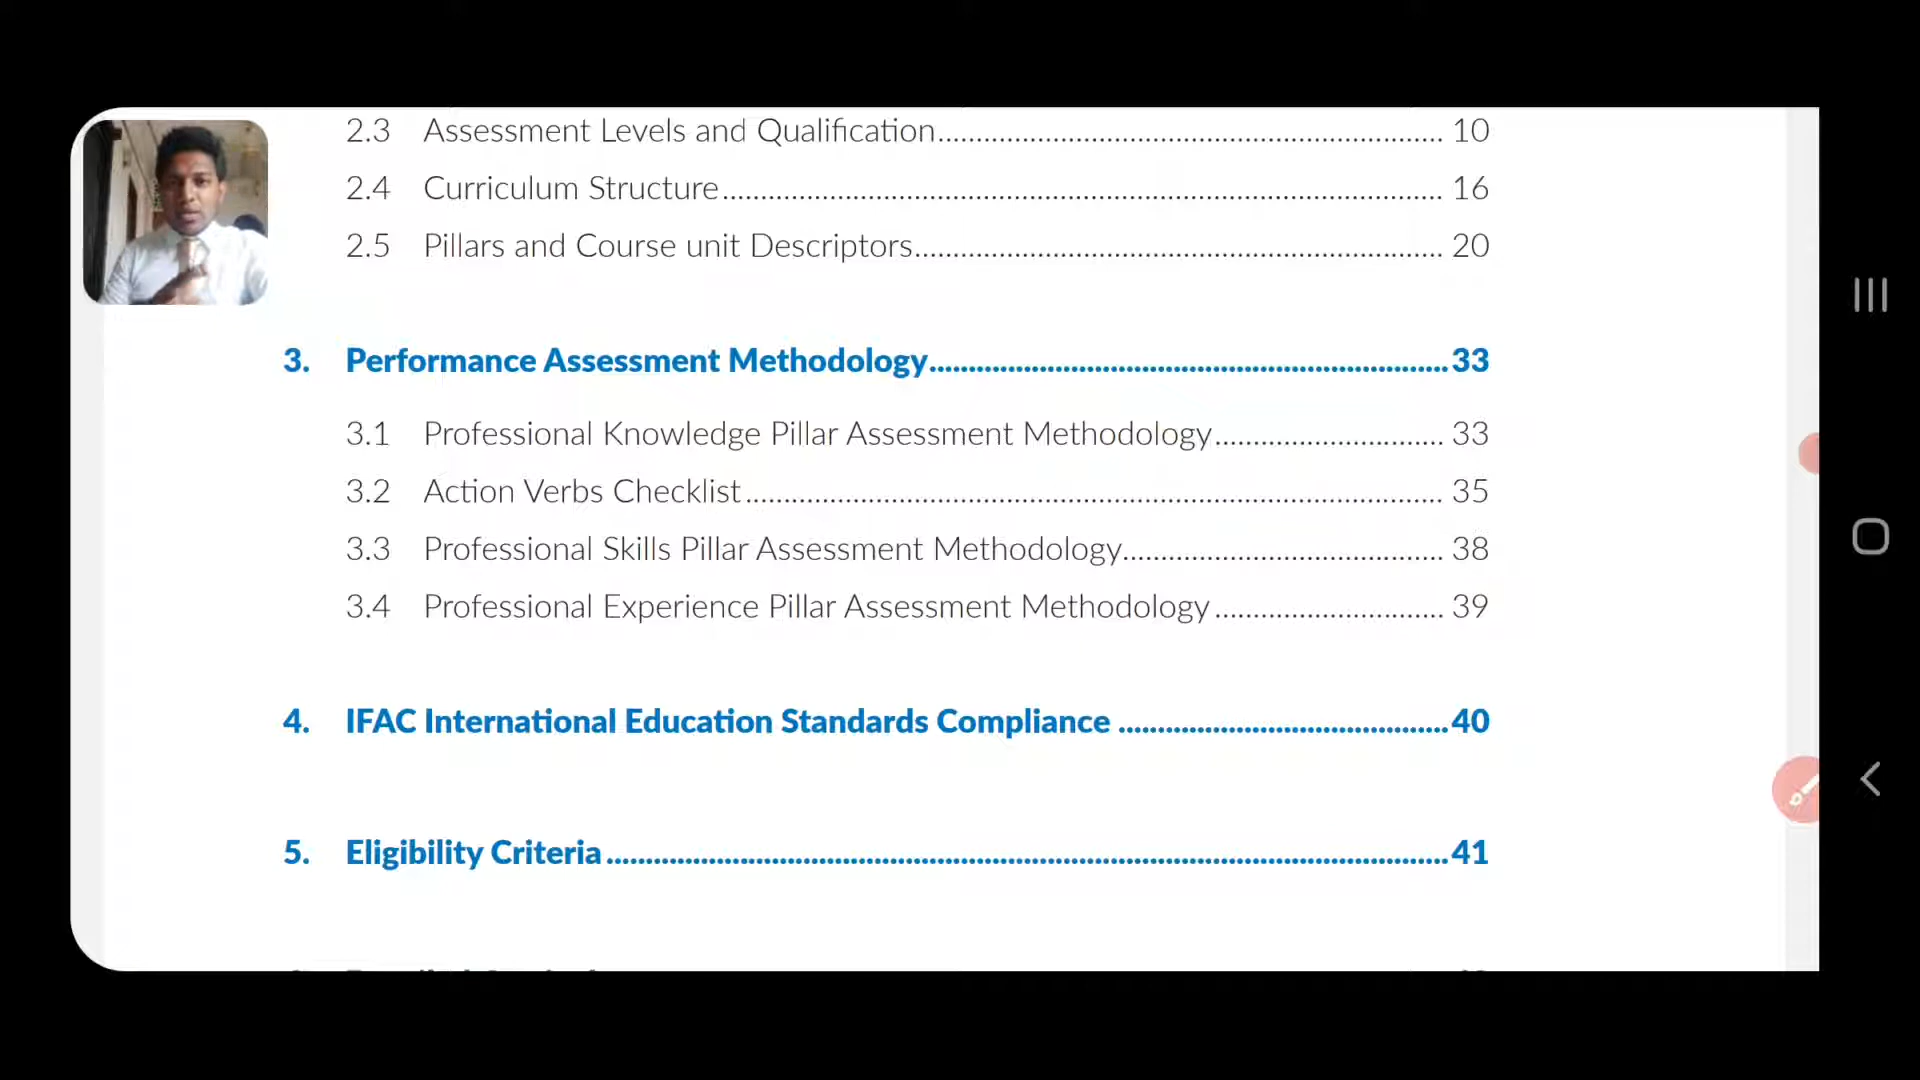 2.3 Assessment Levels and Qualification.......... 10
2.4 Curriculum Structure.......... 16
2.5 Pillars and Course unit Descriptors.......... 20
3. Performance Assessment Methodology.......... 33
3.1 Professional Knowledge Pillar Assessment Methodology.......... 33
3.2 Action Verbs Checklist.......... 35
3.3 Professional Skills Pillar Assessment Methodology.......... 38
3.4 Professional Experience Pillar Assessment Methodology.......... 39
4. IFAC International Education Standards Compliance .......... 40
5. Eligibility Criteria.......... 41